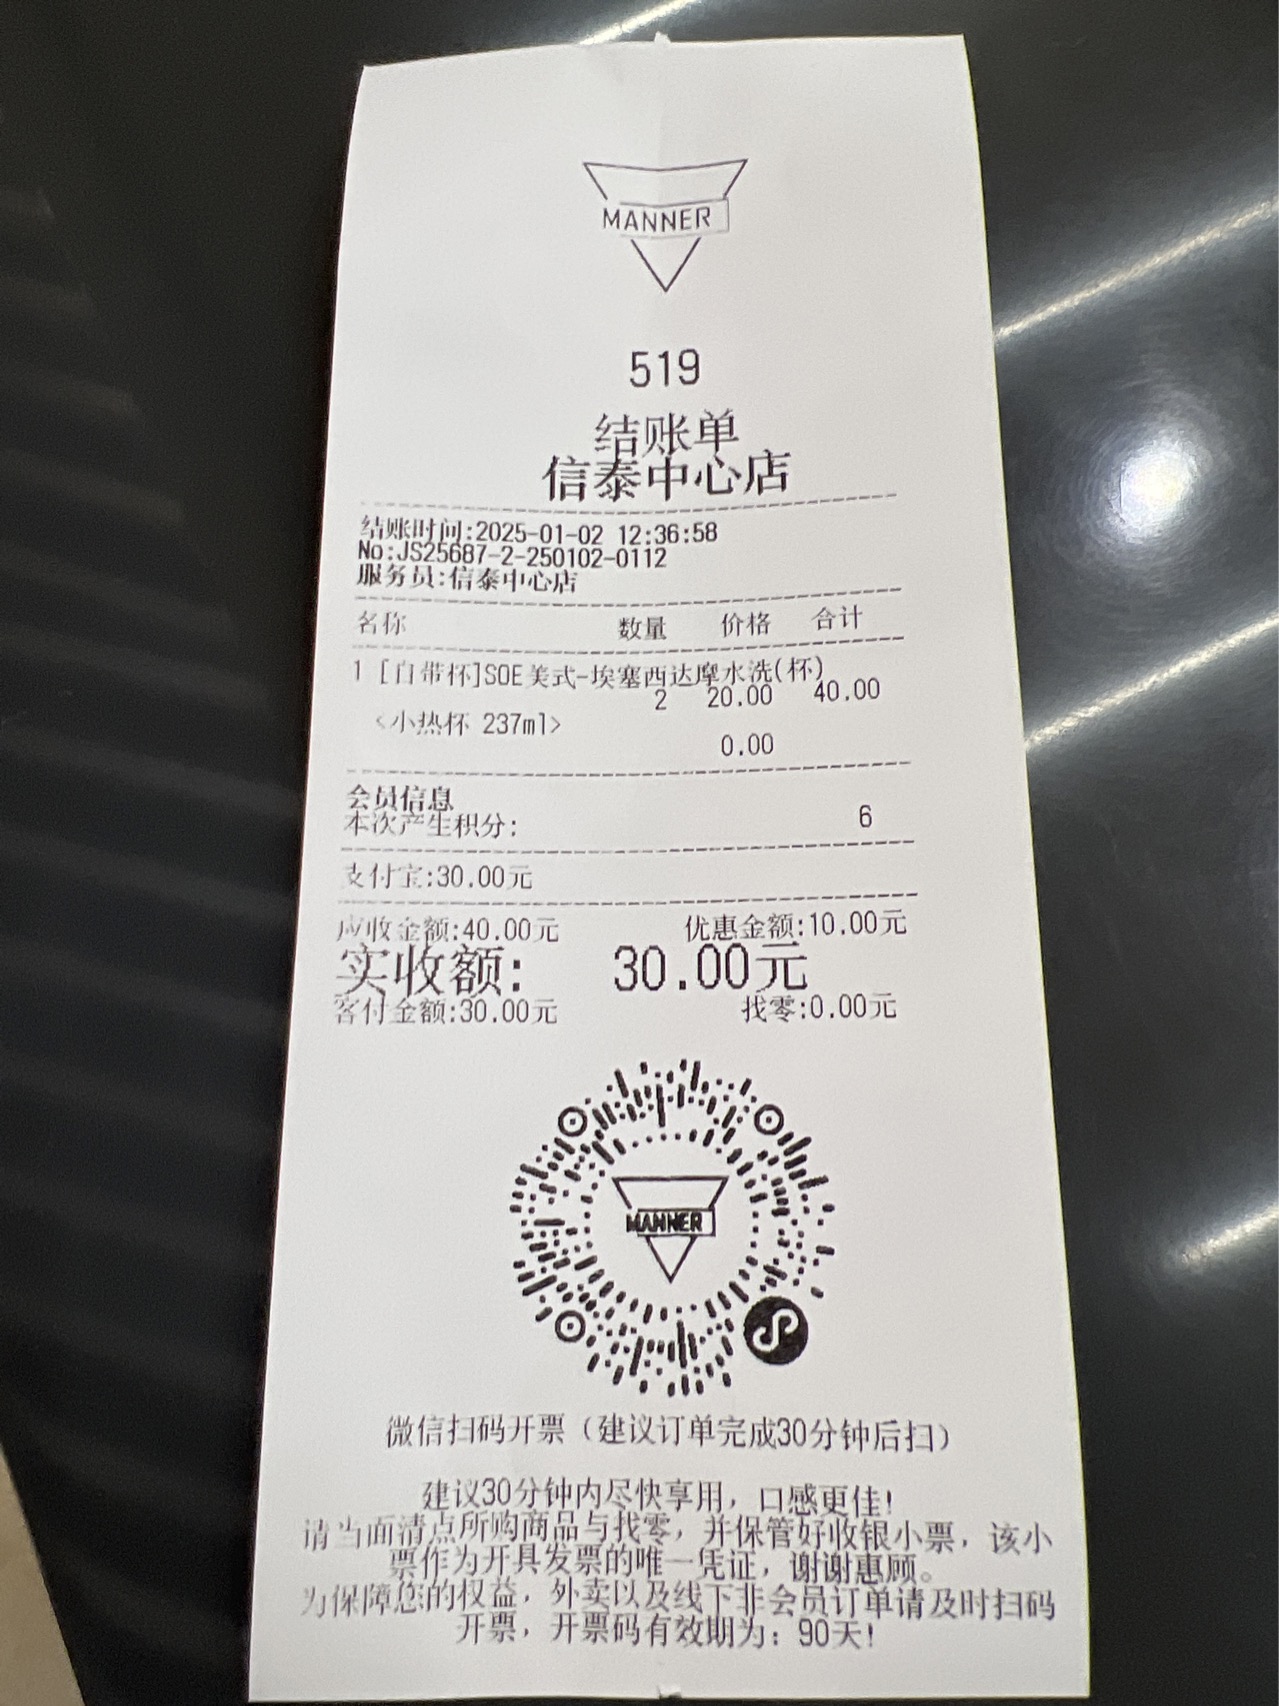 MANNER
519
结账单
信泰中心店
结账时间:2025-01-02 12:36:58
No:JS25687-2-250102-0112
服务员:信泰中心店
名称 数量 价格 合计
1 [自带杯]SOE美式-埃塞西达摩水洗(杯)
2 20.00 40.00
<小热杯 237ml>
0.00
会员信息
本次产生积分: 6
支付宝:30.00元
应收金额:40.00元 优惠金额:10.00元
实收额: 30.00元
客付金额:30.00元 找零:0.00元
MANNER
微信扫码开票（建议订单完成30分钟后扫）
建议30分钟内尽快享用，口感更佳!
请当面清点所购商品与找零，并保管好收银小票，该小
票作为开具发票的唯一凭证，谢谢惠顾。
为保障您的权益，外卖以及线下非会员订单请及时扫码
开票，开票码有效期为：90天!